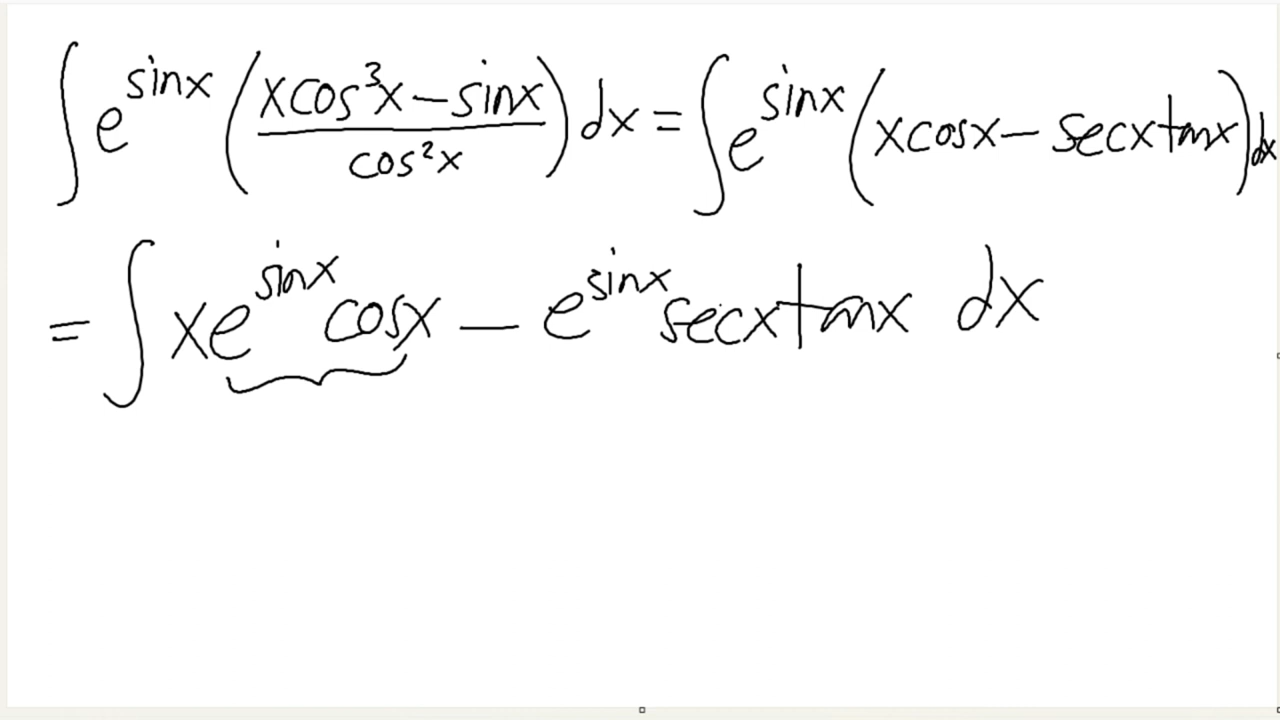 ∫e^sinx (xcos³x − sinx / cos²x) dx = ∫e^sinx (xcosx − secxtanx) dx
= ∫xe^sinx cosx − e^sinx secxtanx dx